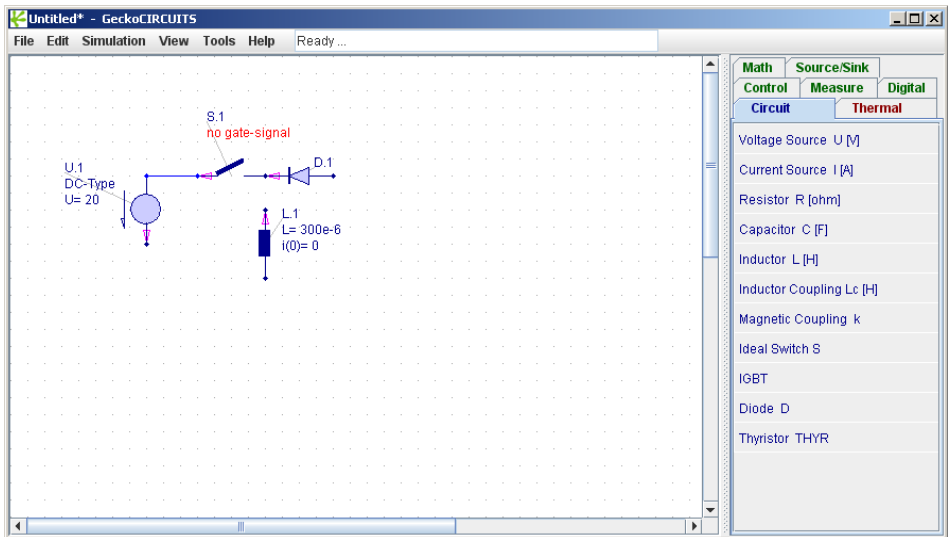 Untitled* - GeckoCIRCUITS
File Edit Simulation View Tools Help Ready ...
Math Source/Sink
Control Measure Digital
Circuit Thermal
S.1
no gate-signal
U.1
DC-Type
U= 20
D.1
L.1
L= 300e-6
i(0)= 0
Voltage Source U [V]
Current Source I [A]
Resistor R [ohm]
Capacitor C [F]
Inductor L [H]
Inductor Coupling Lc [H]
Magnetic Coupling k
Ideal Switch S
IGBT
Diode D
Thyristor THYR